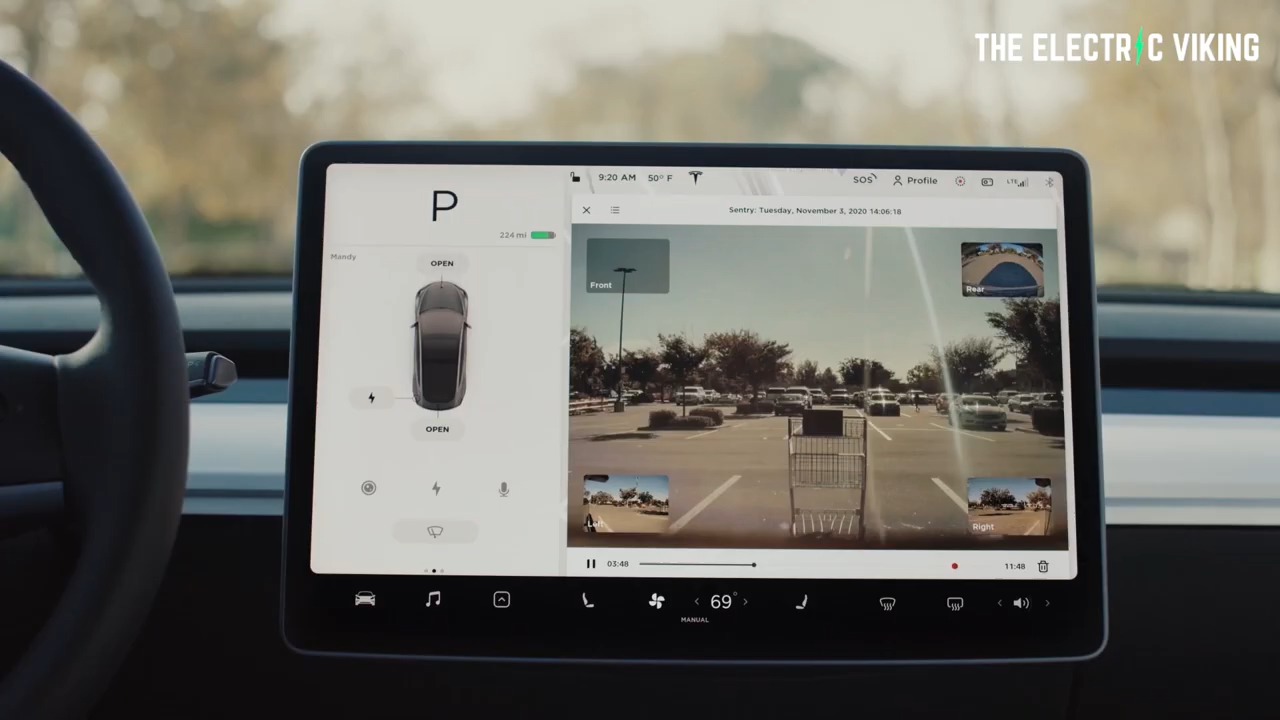 THE ELECTRIC VIKING
P
9:20 AM 50° F
SOS Profile LTE
Sentry: Tuesday, November 3, 2020 14:06:18
224 mi
Mandy
OPEN
Front
Rear
OPEN
Left
Right
03:48
11:48
69°
MANUAL